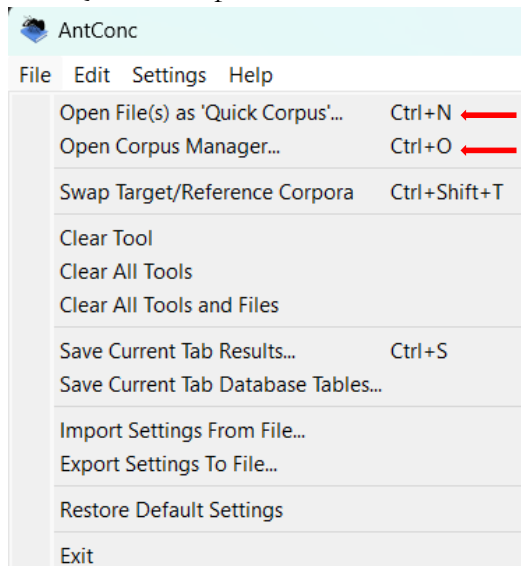 AntConc
File Edit Settings Help
Open File(s) as 'Quick Corpus'... Ctrl+N
Open Corpus Manager... Ctrl+O
Swap Target/Reference Corpora Ctrl+Shift+T
Clear Tool
Clear All Tools
Clear All Tools and Files
Save Current Tab Results... Ctrl+S
Save Current Tab Database Tables...
Import Settings From File...
Export Settings To File...
Restore Default Settings
Exit